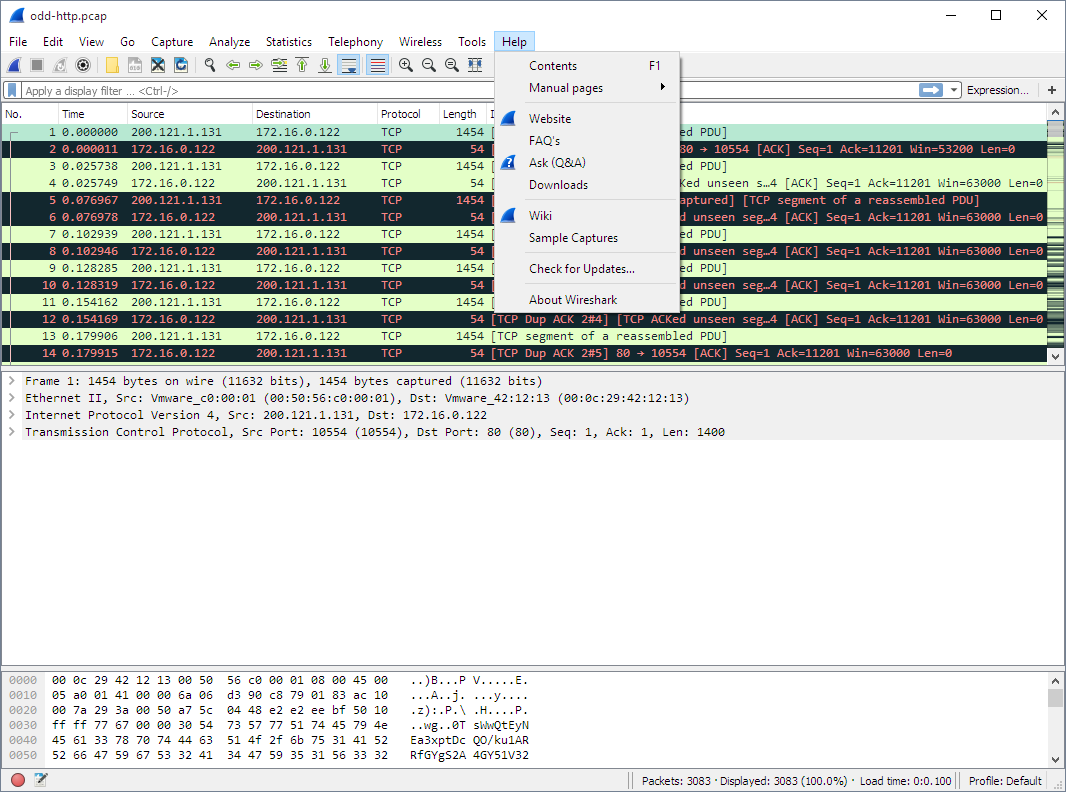 odd-http.pcap
File Edit View Go Capture Analyze Statistics Telephony Wireless Tools Help
Apply a display filter ... <Ctrl-/> Expression... +
Contents F1
Manual pages
Website
FAQ's
Ask (Q&A)
Downloads
Wiki
Sample Captures
Check for Updates...
About Wireshark
No. Time Source Destination Protocol Length
1 0.000000 200.121.1.131 172.16.0.122 TCP 1454 [ed PDU]
2 0.000011 172.16.0.122 200.121.1.131 TCP 54 [80 → 10554 [ACK] Seq=1 Ack=11201 Win=53200 Len=0
3 0.025738 200.121.1.131 172.16.0.122 TCP 1454 [ed PDU]
4 0.025749 172.16.0.122 200.121.1.131 TCP 54 [Ked unseen s…4 [ACK] Seq=1 Ack=11201 Win=63000 Len=0
5 0.076967 200.121.1.131 172.16.0.122 TCP 1454 [aptured] [TCP segment of a reassembled PDU]
6 0.076978 172.16.0.122 200.121.1.131 TCP 54 [ed unseen seg…4 [ACK] Seq=1 Ack=11201 Win=63000 Len=0
7 0.102939 200.121.1.131 172.16.0.122 TCP 1454 [ed PDU]
8 0.102946 172.16.0.122 200.121.1.131 TCP 54 [ed unseen seg…4 [ACK] Seq=1 Ack=11201 Win=63000 Len=0
9 0.128285 200.121.1.131 172.16.0.122 TCP 1454 [ed PDU]
10 0.128319 172.16.0.122 200.121.1.131 TCP 54 [ed unseen seg…4 [ACK] Seq=1 Ack=11201 Win=63000 Len=0
11 0.154162 200.121.1.131 172.16.0.122 TCP 1454 [ed PDU]
12 0.154169 172.16.0.122 200.121.1.131 TCP 54 [TCP Dup ACK 2#4] [TCP ACKed unseen seg…4 [ACK] Seq=1 Ack=11201 Win=63000 Len=0
13 0.179906 200.121.1.131 172.16.0.122 TCP 1454 [TCP segment of a reassembled PDU]
14 0.179915 172.16.0.122 200.121.1.131 TCP 54 [TCP Dup ACK 2#5] 80 → 10554 [ACK] Seq=1 Ack=11201 Win=63000 Len=0
Frame 1: 1454 bytes on wire (11632 bits), 1454 bytes captured (11632 bits)
Ethernet II, Src: Vmware_c0:00:01 (00:50:56:c0:00:01), Dst: Vmware_42:12:13 (00:0c:29:42:12:13)
Internet Protocol Version 4, Src: 200.121.1.131, Dst: 172.16.0.122
Transmission Control Protocol, Src Port: 10554 (10554), Dst Port: 80 (80), Seq: 1, Ack: 1, Len: 1400
0000 00 0c 29 42 12 13 00 50 56 c0 00 01 08 00 45 00 ..)B...P V.....E.
0010 05 a0 01 41 00 00 6a 06 d3 90 c8 79 01 83 ac 10 ...A..j. ...y....
0020 00 7a 29 3a 00 50 a7 5c 04 48 e2 e2 ee bf 50 10 .z):.P.\ .H....P.
0030 ff ff 77 67 00 00 30 54 73 57 77 51 74 45 79 4e ..wg..0T sWwQtEyN
0040 45 61 33 78 70 74 44 63 51 4f 2f 6b 75 31 41 52 Ea3xptDc QO/ku1AR
0050 52 66 47 59 67 53 32 41 34 47 59 35 31 56 33 32 RfGYgS2A 4GY51V32
Packets: 3083 · Displayed: 3083 (100.0%) · Load time: 0:0.100 Profile: Default